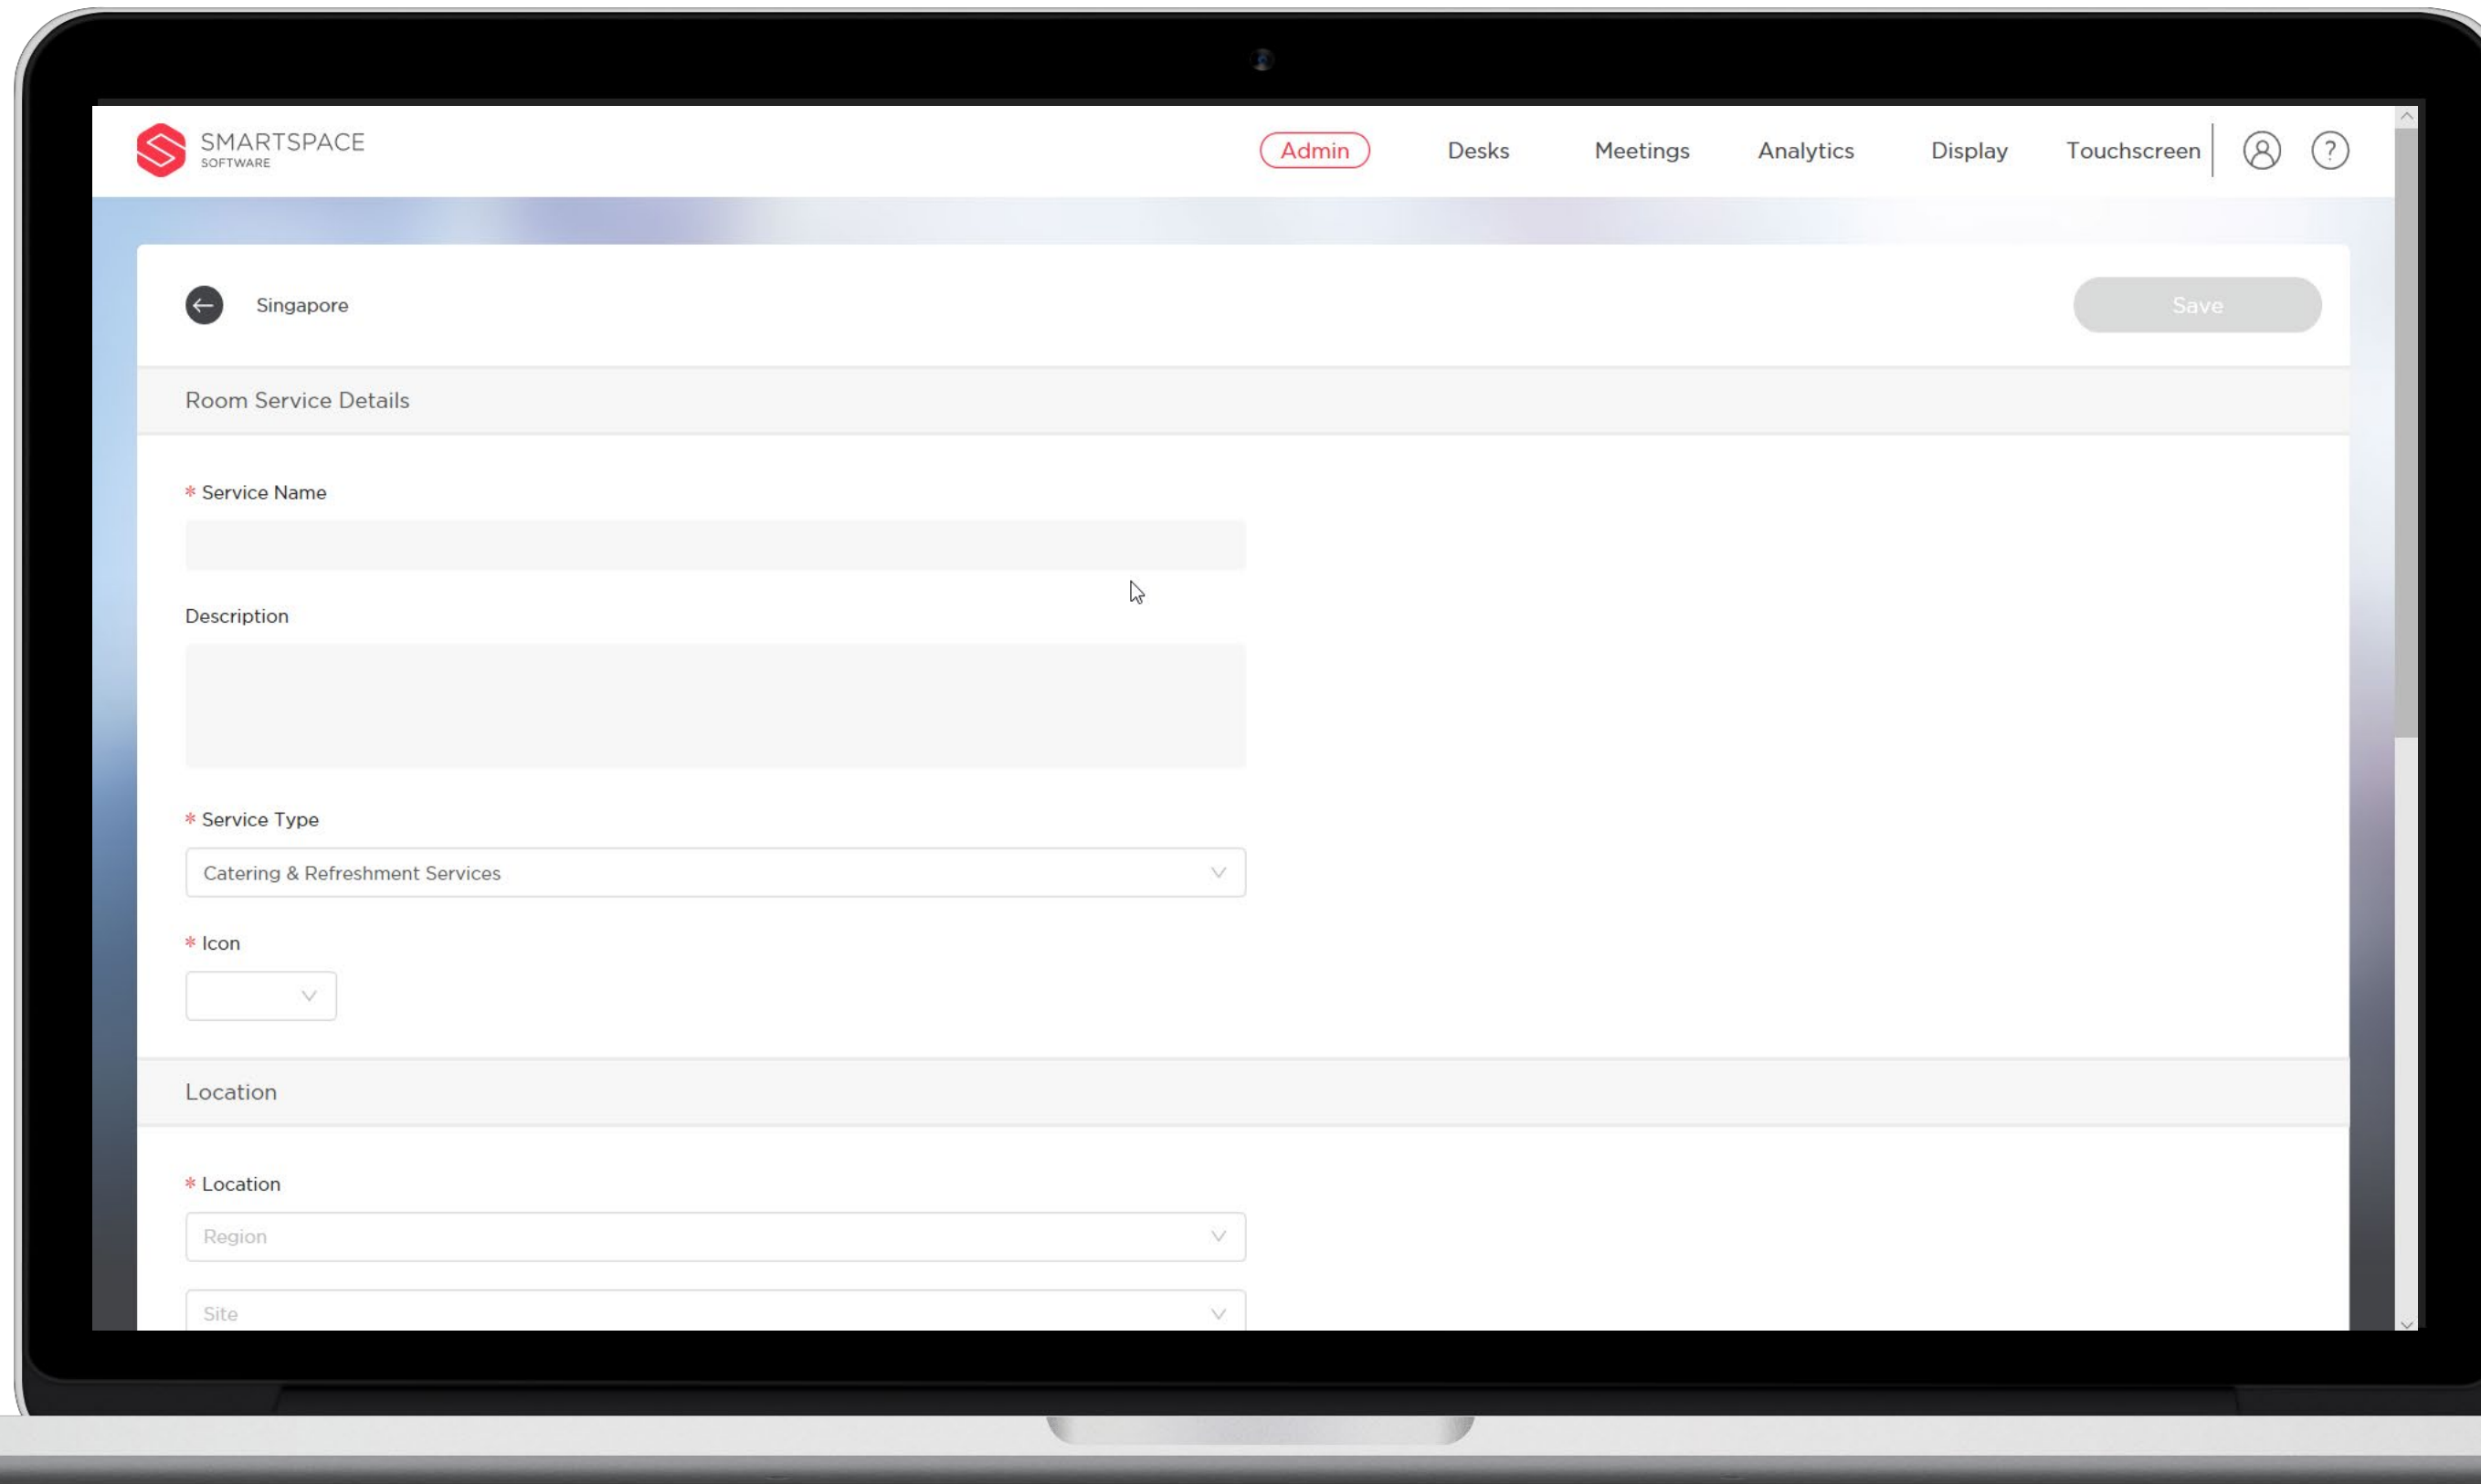 SMARTSPACE
SOFTWARE
Admin Desks Meetings Analytics Display Touchscreen ?
Singapore Save
Room Service Details
* Service Name
Description
* Service Type
Catering & Refreshment Services
* Icon
Location
* Location
Region
Site